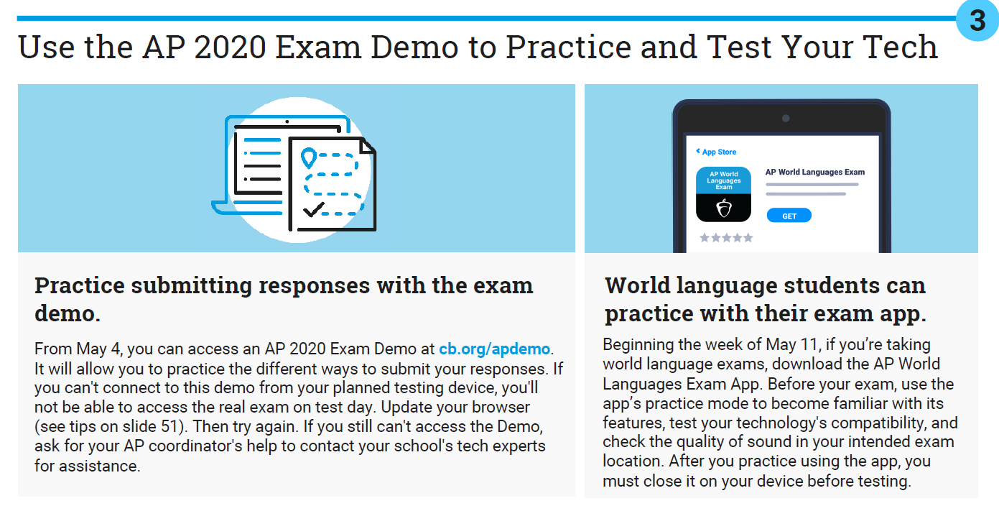 3
Use the AP 2020 Exam Demo to Practice and Test Your Tech
Practice submitting responses with the exam
demo.
From May 4, you can access an AP 2020 Exam Demo at cb.org/apdemo.
It will allow you to practice the different ways to submit your responses. If
you can't connect to this demo from your planned testing device, you'll
not be able to access the real exam on test day. Update your browser
(see tips on slide 51). Then try again. If you still can't access the Demo,
ask for your AP coordinator's help to contact your school's tech experts
for assistance.
App Store
AP World
Languages
Exam
AP World Languages Exam
GET
World language students can
practice with their exam app.
Beginning the week of May 11, if you’re taking
world language exams, download the AP World
Languages Exam App. Before your exam, use the
app’s practice mode to become familiar with its
features, test your technology's compatibility, and
check the quality of sound in your intended exam
location. After you practice using the app, you
must close it on your device before testing.